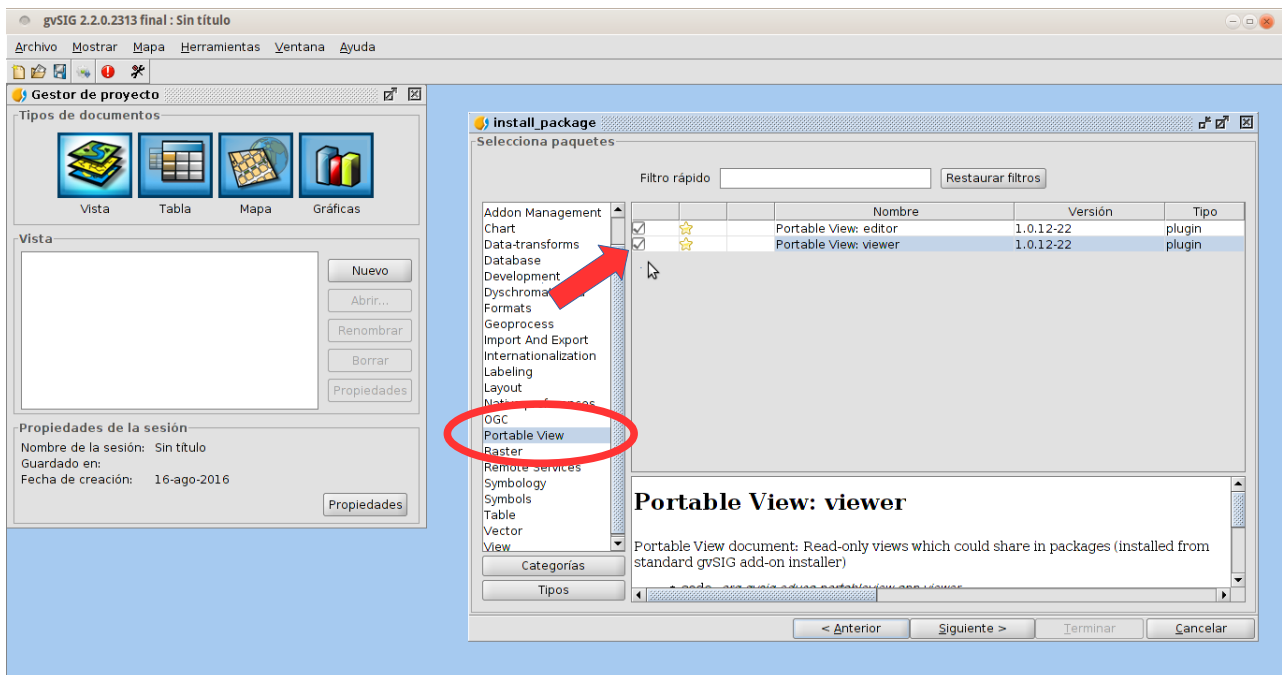 gvSIG 2.2.0.2313 final : Sin título
Archivo Mostrar Mapa Herramientas Ventana Ayuda
Gestor de proyecto
Tipos de documentos
Vista Tabla Mapa Gráficas
Vista
Nuevo
Abrir...
Renombrar
Borrar
Propiedades
Propiedades de la sesión
Nombre de la sesión: Sin título
Guardado en:
Fecha de creación: 16-ago-2016
Propiedades
install_package
Selecciona paquetes
Filtro rápido Restaurar filtros
Addon Management
Chart
Data-transforms
Database
Development
Formats
Geoprocess
Import And Export
Internationalization
Labeling
Layout
OGC
Portable View
Raster
Remote Services
Symbology
Symbols
Table
Vector
View
Categorías
Tipos
Nombre Versión Tipo
Portable View: editor 1.0.12-22 plugin
Portable View: viewer 1.0.12-22 plugin
Portable View: viewer
Portable View document: Read-only views which could share in packages (installed from
standard gvSIG add-on installer)
< Anterior Siguiente > Terminar Cancelar